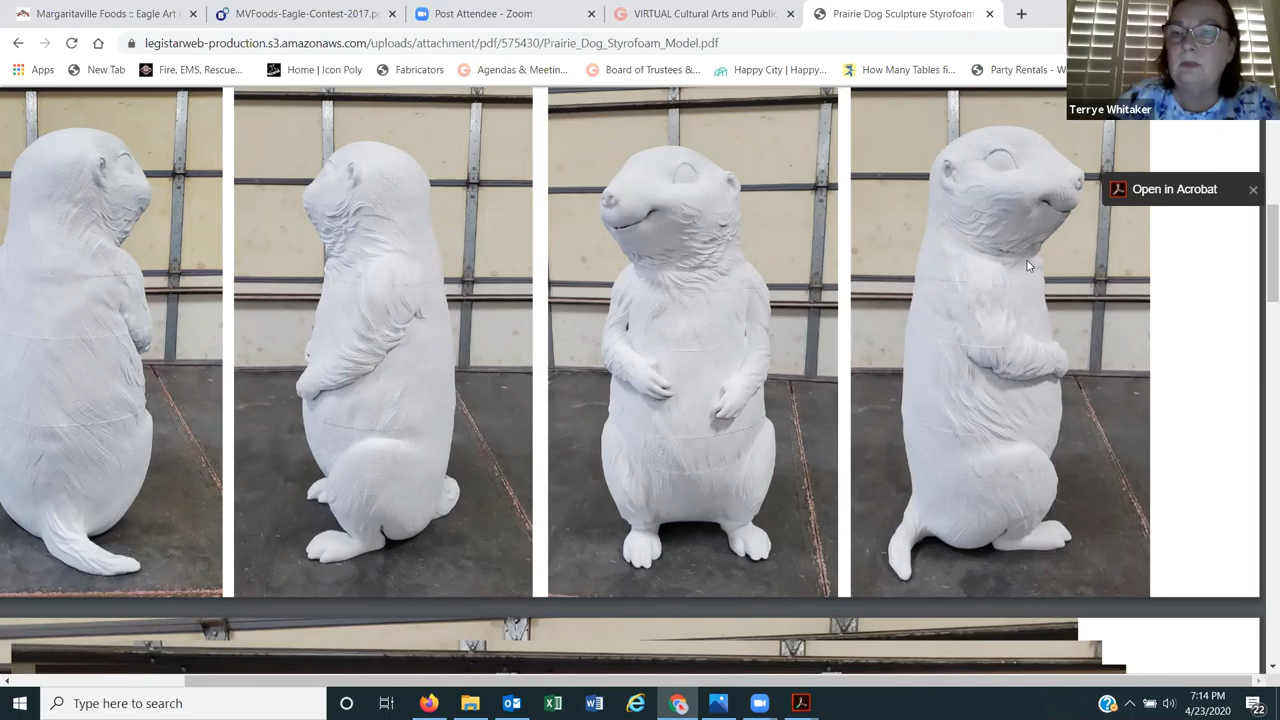 Margaritaville Foods :: Eagle Art
MVFoods-Eagle-Contest-2017
Post Attendee - Zoom
VIRTUAL Cultural Arts and Public
Prairie Dog Sculpture Styrofoam
legistarweb-production.s3.amazonaws.com/uploads/attachment/pdf/575430/Prairie_Dog_Styrofoam_Model.pdf
Apps
New Tab
Fire, EMS, Rescue...
Home | Icon Poly
Fabricators
Agendas & Meetin...
Board of Trustees &...
Happy City | Happy...
How Many Tables fi...
Party Rentals - W
Terrye Whitaker
Open in Acrobat
Type here to search
7:14 PM
4/23/2020
22